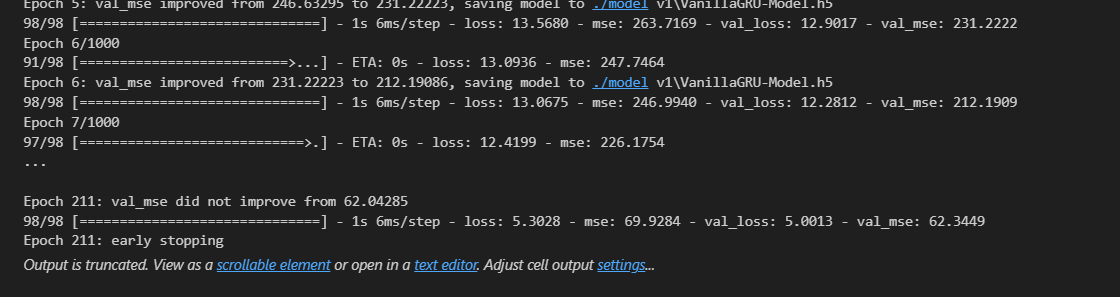 Epoch 5: val_mse improved from 246.63295 to 231.22223, saving model to ./model v1\VanillaGRU-Model.h5
98/98 [==============================] - 1s 6ms/step - loss: 13.5680 - mse: 263.7169 - val_loss: 12.9017 - val_mse: 231.2222
Epoch 6/1000
91/98 [==========================>...] - ETA: 0s - loss: 13.0936 - mse: 247.7464
Epoch 6: val_mse improved from 231.22223 to 212.19086, saving model to ./model v1\VanillaGRU-Model.h5
98/98 [==============================] - 1s 6ms/step - loss: 13.0675 - mse: 246.9940 - val_loss: 12.2812 - val_mse: 212.1909
Epoch 7/1000
97/98 [============================>.] - ETA: 0s - loss: 12.4199 - mse: 226.1754
...
Epoch 211: val_mse did not improve from 62.04285
98/98 [==============================] - 1s 6ms/step - loss: 5.3028 - mse: 69.9284 - val_loss: 5.0013 - val_mse: 62.3449
Epoch 211: early stopping
Output is truncated. View as a scrollable element or open in a text editor. Adjust cell output settings...